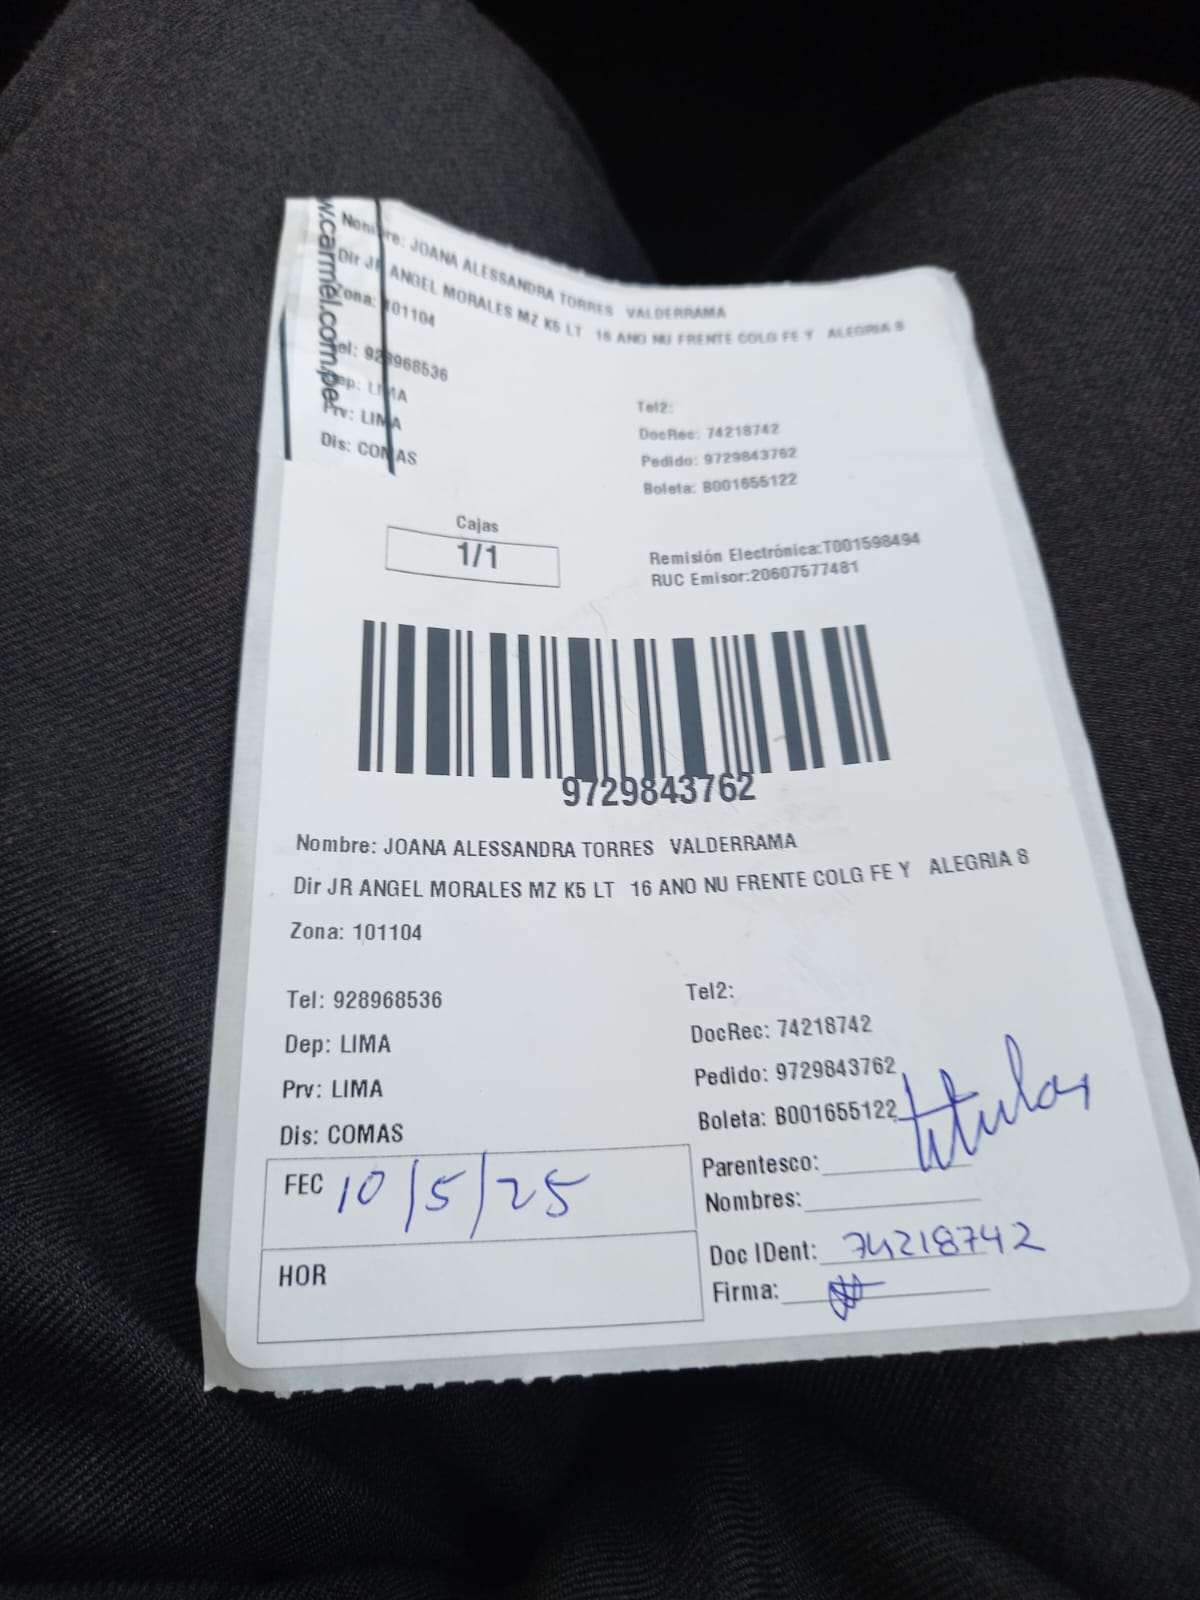 w.carmel.com.pe
Nombre: JOANA ALESSANDRA TORRES VALDERRAMA
Dir JR ANGEL MORALES MZ K5 LT 16 ANO NU FRENTE COLG FE Y ALEGRIA 8
Zona: 101104
Tel: 928968536
Dep: LIMA
Prv: LIMA
Dis: COMAS
Tel2:
DocRec: 74218742
Pedido: 9729843762
Boleta: B001655122
Cajas
1/1
Remisión Electrónica:T001598494
RUC Emisor:20607577481
9729843762
Nombre: JOANA ALESSANDRA TORRES VALDERRAMA
Dir JR ANGEL MORALES MZ K5 LT 16 ANO NU FRENTE COLG FE Y ALEGRIA 8
Zona: 101104
Tel: 928968536
Dep: LIMA
Prv: LIMA
Dis: COMAS
Tel2:
DocRec: 74218742
Pedido: 9729843762
Boleta: B001655122
FEC 10/5/25
HOR
Parentesco: titular
Nombres:
Doc IDent: 74218742
Firma: